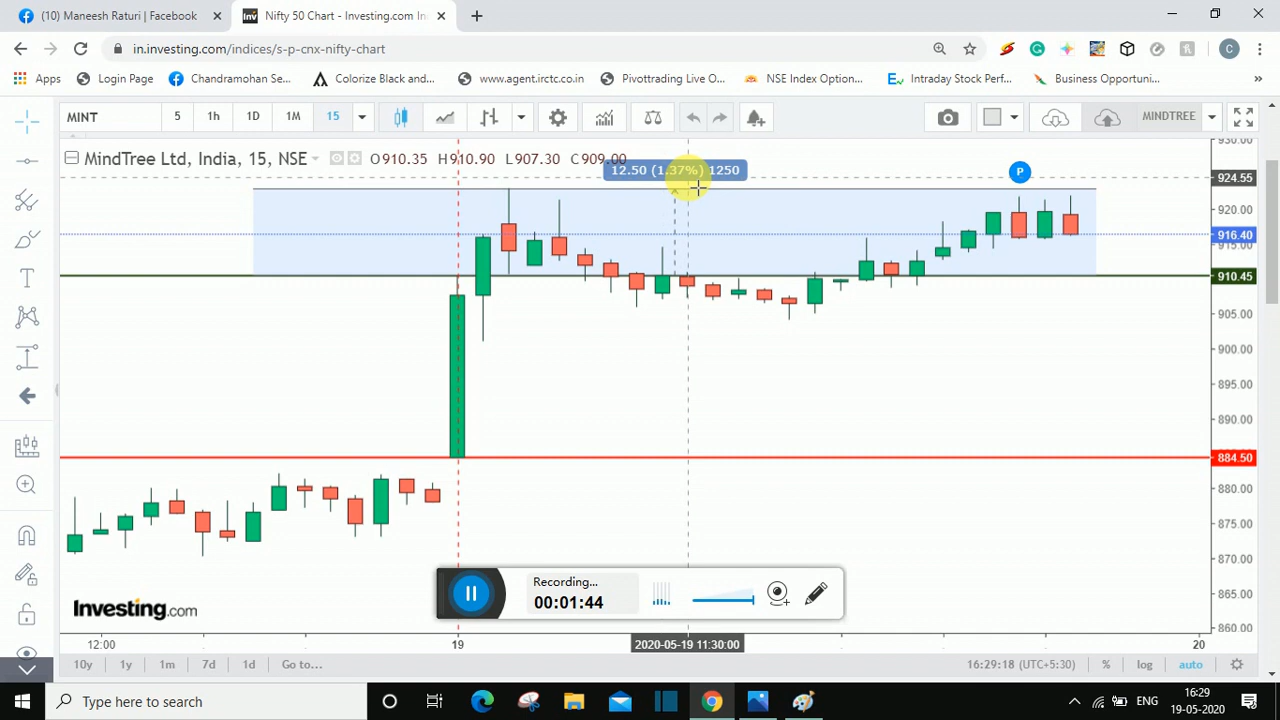 (10) Maneesh Raturi | Facebook
Nifty 50 Chart - Investing.com In
in.investing.com/indices/s-p-cnx-nifty-chart
C
Apps
Login Page
Chandramohan Se...
Colorize Black and...
www.agent.irctc.co.in
Pivottrading Live O...
NSE Index Option...
Intraday Stock Perf...
Business Opportuni...
»
MINT
5
1h
1D
1M
15
MINDTREE
MindTree Ltd, India, 15, NSE
O910.35 H910.90 L907.30 C909.00
12.50 (1.37%) 1250
P
930.00
924.55
920.00
916.40
915.00
910.45
905.00
900.00
895.00
890.00
884.50
880.00
875.00
870.00
865.00
860.00
Investing.com
Recording...
00:01:44
12:00
19
2020-05-19 11:30:00
20
10y
1y
1m
7d
1d
Go to...
16:29:18 (UTC+5:30)
%
log
auto
Type here to search
ENG
16:29
19-05-2020